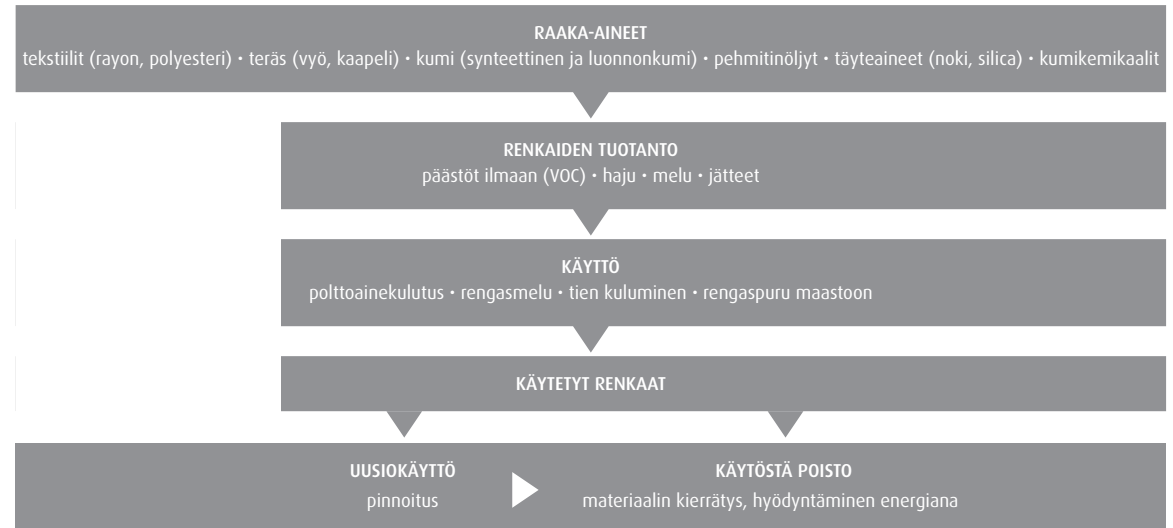 RAAKA-AINEET
tekstiilit (rayon, polyesteri) • teräs (vyö, kaapeli) • kumi (synteettinen ja luonnonkumi) • pehmitinöljyt • täyteaineet (noki, silica) • kumikemikaalit
RENKAIDEN TUOTANTO
päästöt ilmaan (VOC) • haju • melu • jätteet
KÄYTTÖ
polttoainekulutus • rengasmelu • tien kuluminen • rengaspuru maastoon
KÄYTETYT RENKAAT
UUSIOKÄYTTÖ
pinnoitus
KÄYTÖSTÄ POISTO
materiaalin kierrätys, hyödyntäminen energiana